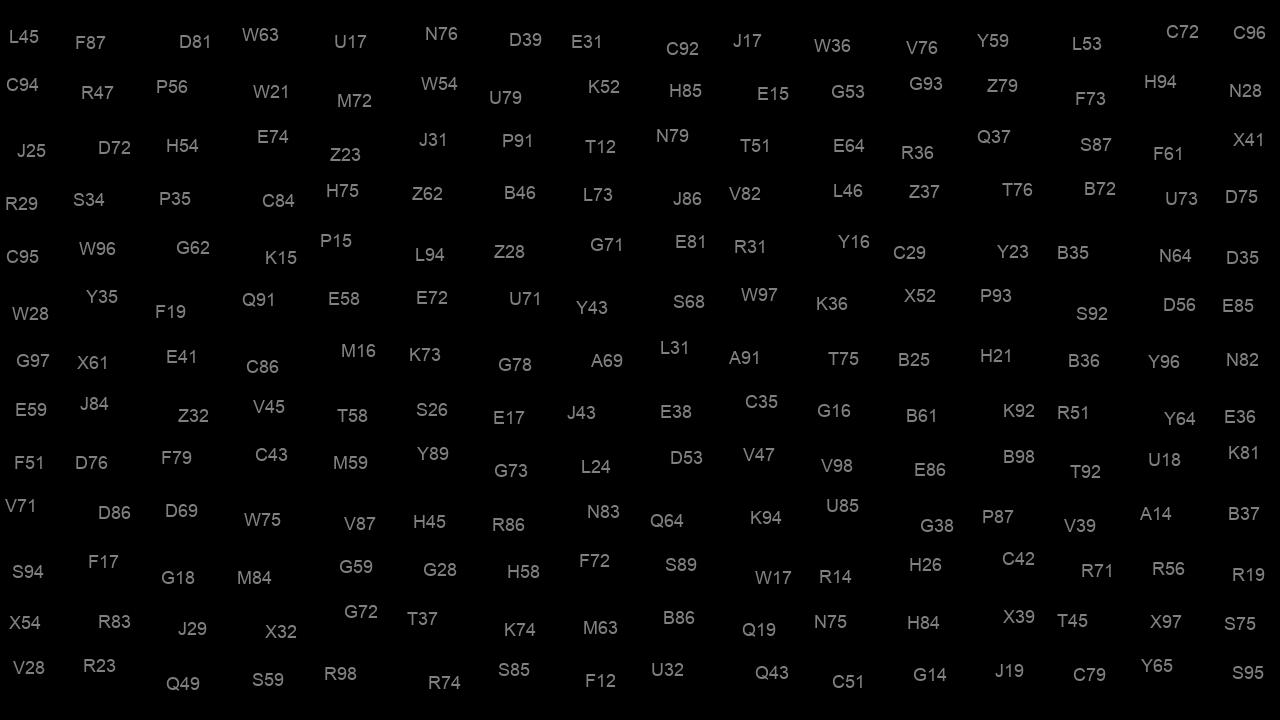 L45 F87 D81 W63 U17 N76 D39 E31 C92 J17 W36 V76 Y59 L53 C72 C96
C94 R47 P56 W21 M72 W54 U79 K52 H85 E15 G53 G93 Z79 F73 H94 N28
J25 D72 H54 E74 Z23 J31 P91 T12 N79 T51 E64 R36 Q37 S87 F61 X41
R29 S34 P35 C84 H75 Z62 B46 L73 J86 V82 L46 Z37 T76 B72 U73 D75
C95 W96 G62 K15 P15 L94 Z28 G71 E81 R31 Y16 C29 Y23 B35 N64 D35
W28 Y35 F19 Q91 E58 E72 U71 Y43 S68 W97 K36 X52 P93 S92 D56 E85
G97 X61 E41 C86 M16 K73 G78 A69 L31 A91 T75 B25 H21 B36 Y96 N82
E59 J84 Z32 V45 T58 S26 E17 J43 E38 C35 G16 B61 K92 R51 Y64 E36
F51 D76 F79 C43 M59 Y89 G73 L24 D53 V47 V98 E86 B98 T92 U18 K81
V71 D86 D69 W75 V87 H45 R86 N83 Q64 K94 U85 G38 P87 V39 A14 B37
S94 F17 G18 M84 G59 G28 H58 F72 S89 W17 R14 H26 C42 R71 R56 R19
X54 R83 J29 X32 G72 T37 K74 M63 B86 Q19 N75 H84 X39 T45 X97 S75
V28 R23 Q49 S59 R98 R74 S85 F12 U32 Q43 C51 G14 J19 C79 Y65 S95